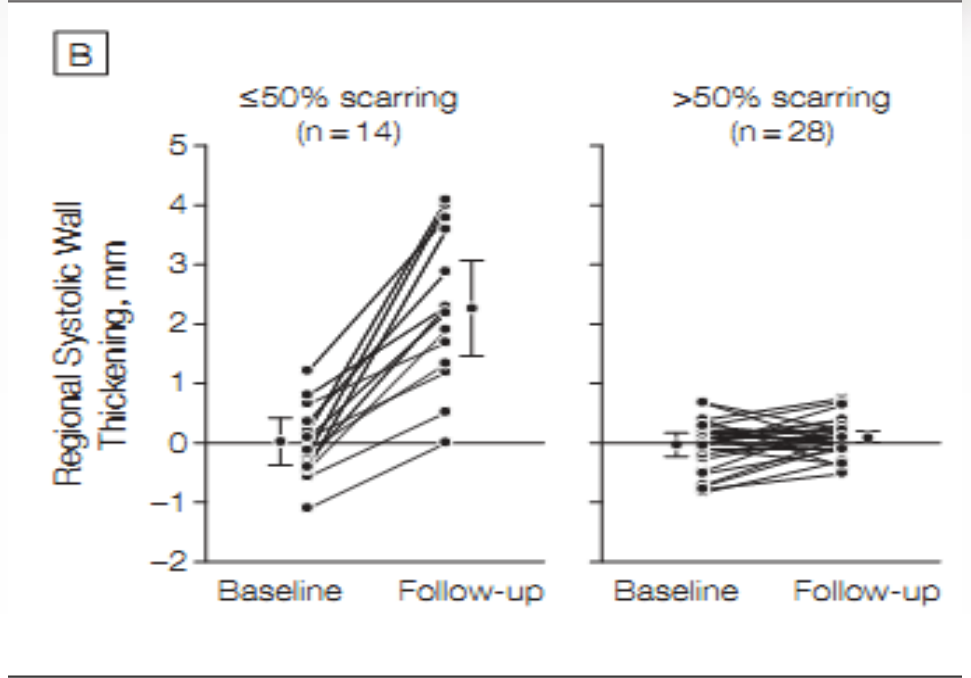 B
≤50% scarring
(n = 14)
>50% scarring
(n = 28)
Regional Systolic Wall
Thickening, mm
5
4
3
2
1
0
−1
−2
Baseline
Follow-up
Baseline
Follow-up